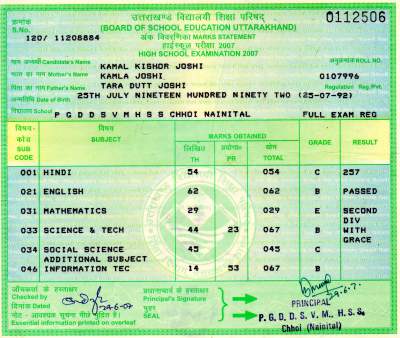 क्रमांक
S.No.
उत्तराखण्ड विद्यालयी शिक्षा परिषद्
0112506
(BOARD OF SCHOOL EDUCATION UTTARAKHAND)
120/ 11208884
अंक विवरणिका MARKS STATEMENT
हाईस्कूल परीक्षा 2007
HIGH SCHOOL EXAMINATION 2007
Candidate's Name KAMAL KISHOR JOSHI अनुक्रमांक ROLL NO.
माता का नाम Mother's Name KAMLA JOSHI 0107996
पिता का नाम Father's Name TARA DUTT JOSHI Regulation Reg./Pvt.
जन्मतिथि Date of Birth 25TH JULY NINETEEN HUNDRED NINETY TWO (25-07-92)
विद्यालय School P G D D S V M H S S CHHOI NAINITAL FULL EXAM REG
विषय-कोड SUB CODE
विषय SUBJECT
MARKS OBTAINED
लिखित TH
प्रयोग PR
योग TOTAL
GRADE
RESULT
001 HINDI 54 054 C 257
021 ENGLISH 62 062 B PASSED
031 MATHEMATICS 29 029 E SECOND
DIV
033 SCIENCE & TECH 44 23 067 B WITH
GRACE
034 SOCIAL SCIENCE 45 045 C
ADDITIONAL SUBJECT
046 INFORMATION TEC 14 53 067 B
जाँचकर्ता के हस्ताक्षर
Checked by
दिनांक Dated
24-6-07
नोट - आवश्यक सूचना पीछे मुद्रित है।
Essential information printed on overleaf
प्रधानाचार्य के हस्ताक्षर
Principal's Signature
मुहर
SEAL
PRINCIPAL
P. G. D. D. S. V. M., H. S. S.
Chhoi (Nainital)